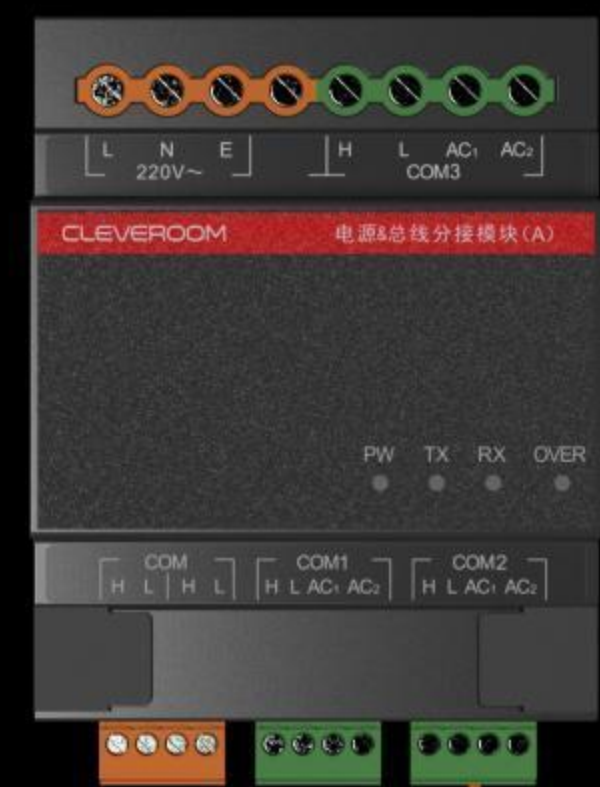 L N E H L AC1 AC2
220V～ COM3
CLEVEROOM 电源&总线分接模块(A)
PW TX RX OVER
COM COM1 COM2
H L H L H L AC1 AC2 H L AC1 AC2